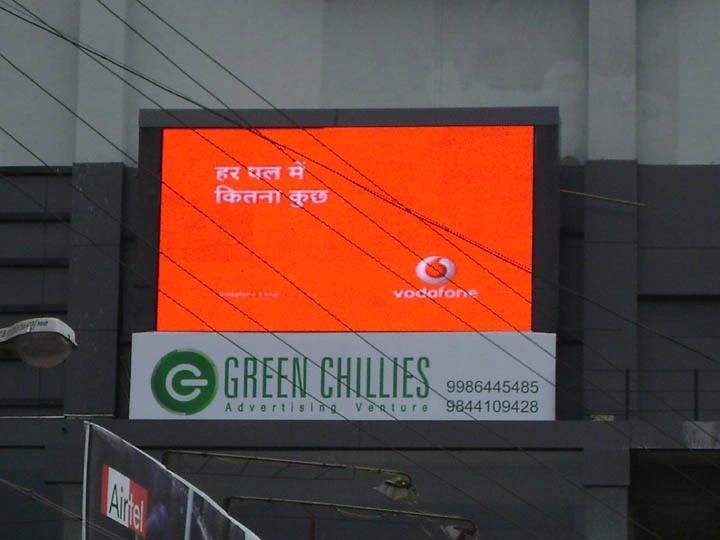 हर पल में
कितना कुछ
vodafone
GREEN CHILLIES
Advertising Venture
9986445485
9844109428
Airtel